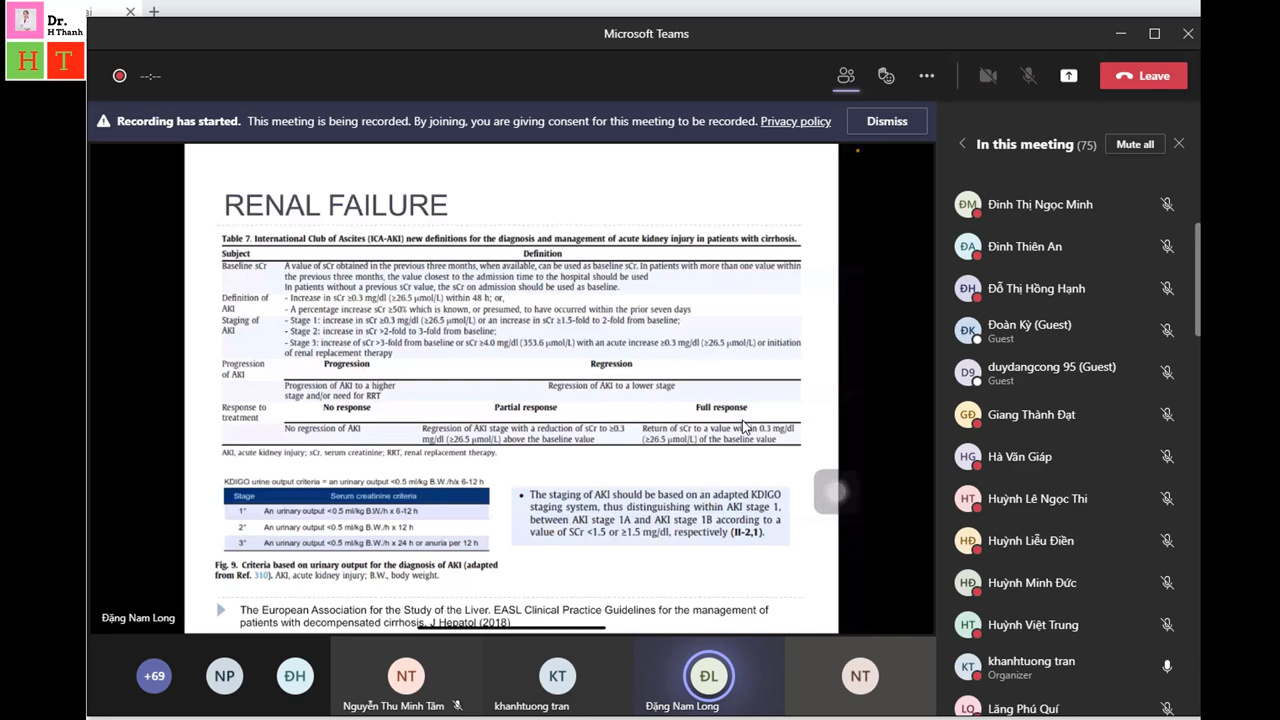 Dr.
H Thanh
H T
ai
Microsoft Teams
--:--
Leave
Recording has started. This meeting is being recorded. By joining, you are giving consent for this meeting to be recorded. Privacy policy
Dismiss
RENAL FAILURE
Table 7. International Club of Ascites (ICA-AKI) new definitions for the diagnosis and management of acute kidney injury in patients with cirrhosis.
Subject Definition
Baseline sCr A value of sCr obtained in the previous three months, when available, can be used as baseline sCr. In patients with more than one value within
the previous three months, the value closest to the admission time to the hospital should be used
In patients without a previous sCr value, the sCr on admission should be used as baseline.
Definition of - Increase in sCr ≥0.3 mg/dl (≥26.5 μmol/L) within 48 h; or,
AKI - A percentage increase sCr ≥50% which is known, or presumed, to have occurred within the prior seven days
Staging of - Stage 1: increase in sCr ≥0.3 mg/dl (≥26.5 μmol/L) or an increase in sCr ≥1.5-fold to 2-fold from baseline;
AKI - Stage 2: increase in sCr >2-fold to 3-fold from baseline;
- Stage 3: increase of sCr >3-fold from baseline or sCr ≥4.0 mg/dl (353.6 μmol/L) with an acute increase ≥0.3 mg/dl (≥26.5 μmol/L) or initiation
of renal replacement therapy
Progression Progression Regression
of AKI
Progression of AKI to a higher Regression of AKI to a lower stage
stage and/or need for RRT
Response to No response Partial response Full response
treatment
No regression of AKI Regression of AKI stage with a reduction of sCr to ≥0.3 Return of sCr to a value within 0.3 mg/dl
mg/dl (≥26.5 μmol/L) above the baseline value (≥26.5 μmol/L) of the baseline value
AKI, acute kidney injury; sCr, serum creatinine; RRT, renal replacement therapy.
KDIGO urine output criteria = an urinary output <0.5 ml/kg B.W./h/x 6-12 h
Stage Serum creatinine criteria
1° An urinary output <0.5 ml/kg B.W/h x 6-12 h
2° An urinary output <0.5 ml/kg B.W./h x 12 h
3° An urinary output <0.5 ml/kg B.W./h x 24 h or anuria per 12 h
Fig. 9. Criteria based on urinary output for the diagnosis of AKI (adapted
from Ref. 310). AKI, acute kidney injury; B.W., body weight.
• The staging of AKI should be based on an adapted KDIGO
staging system, thus distinguishing within AKI stage 1,
between AKI stage 1A and AKI stage 1B according to a
value of SCr <1.5 or ≥1.5 mg/dl, respectively (II-2,1).
The European Association for the Study of the Liver. EASL Clinical Practice Guidelines for the management of
patients with decompensated cirrhosis. J Hepatol (2018)
Đặng Nam Long
+69
NP
ĐH
NT
Nguyễn Thu Minh Tâm
KT
khanhtuong tran
ĐL
Đặng Nam Long
NT
In this meeting (75)
Mute all
ĐM Đinh Thị Ngọc Minh
ĐA Đinh Thiên An
ĐH Đỗ Thị Hồng Hạnh
ĐK Đoàn Kỳ (Guest)
Guest
D9 duydangcong 95 (Guest)
Guest
GĐ Giang Thành Đạt
HG Hà Văn Giáp
HT Huỳnh Lê Ngọc Thi
HĐ Huỳnh Liễu Điền
HĐ Huỳnh Minh Đức
HT Huỳnh Việt Trung
KT khanhtuong tran
Organizer
LQ Lăng Phú Quí